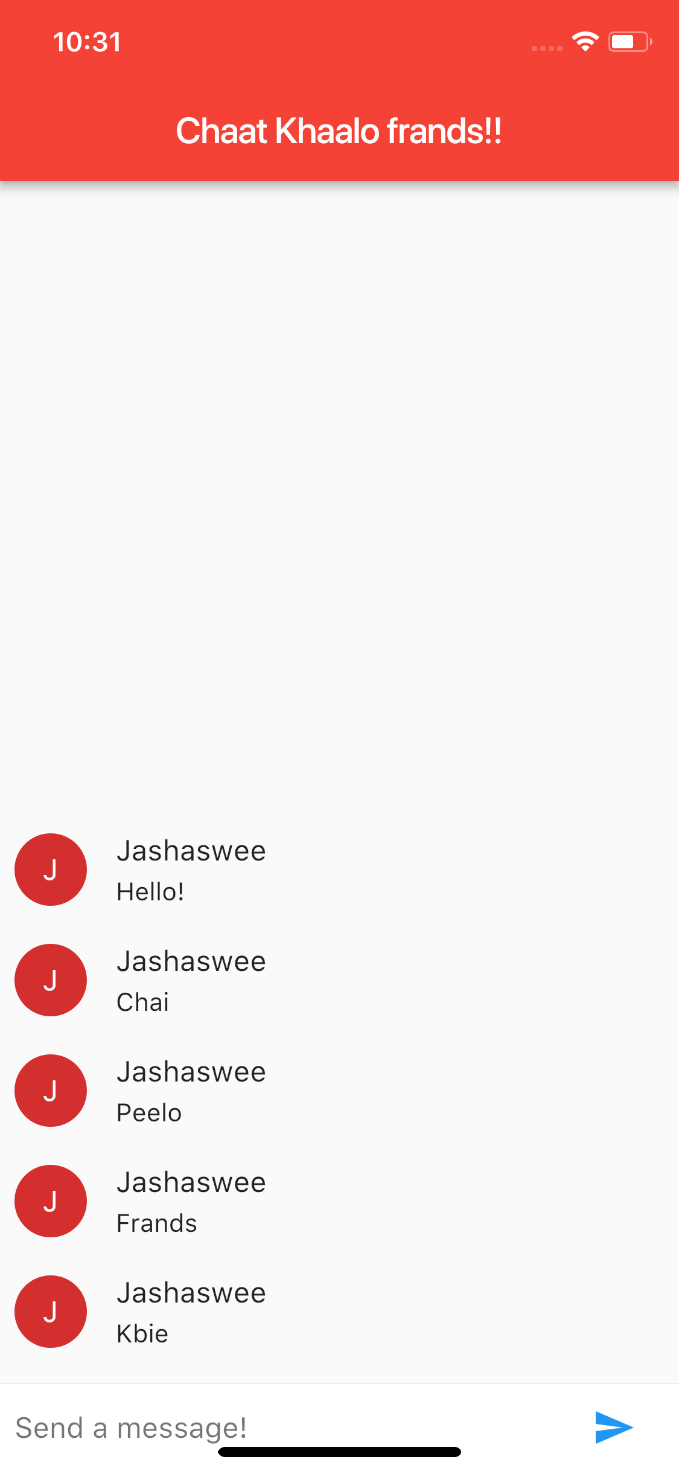 10:31
Chaat Khaalo frands!!
J
Jashaswee
Hello!
J
Jashaswee
Chai
J
Jashaswee
Peelo
J
Jashaswee
Frands
J
Jashaswee
Kbie
Send a message!